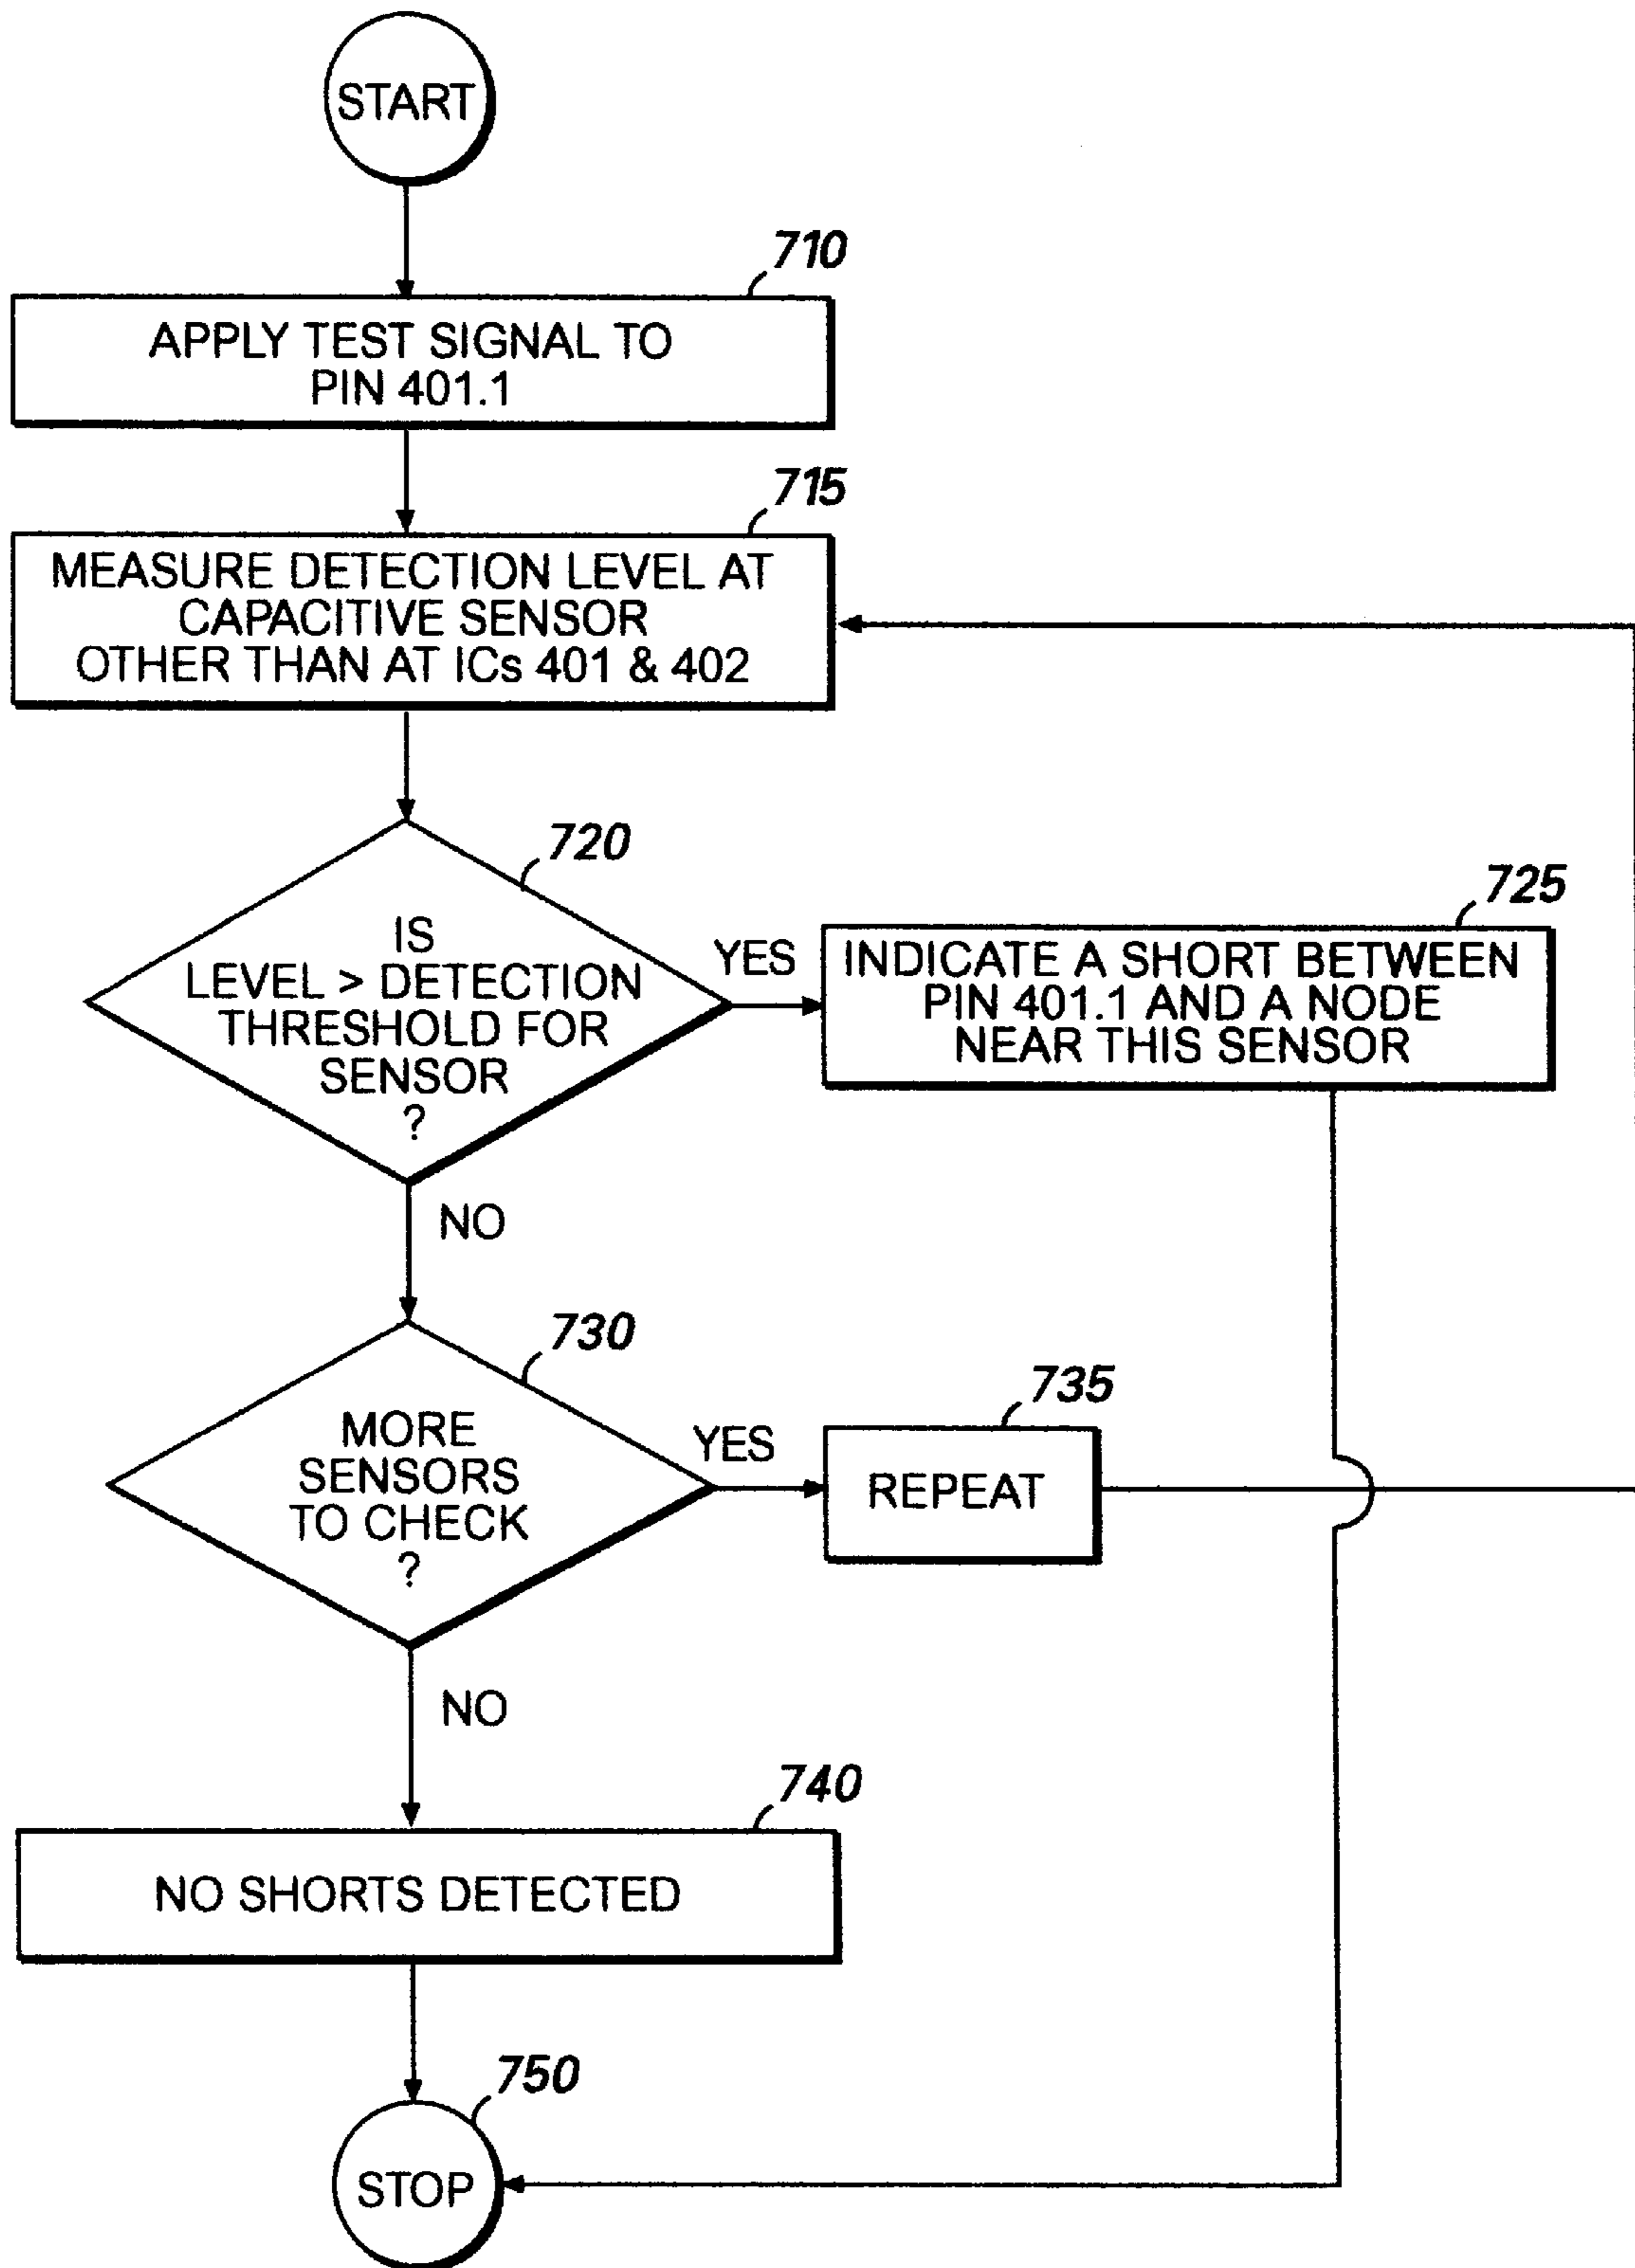 START
710
APPLY TEST SIGNAL TO
PIN 401.1
715
MEASURE DETECTION LEVEL AT
CAPACITIVE SENSOR
OTHER THAN AT ICs 401 & 402
720
IS
LEVEL > DETECTION
THRESHOLD FOR
SENSOR
?
YES
725
INDICATE A SHORT BETWEEN
PIN 401.1 AND A NODE
NEAR THIS SENSOR
NO
730
MORE
SENSORS
TO CHECK
?
YES
735
REPEAT
NO
740
NO SHORTS DETECTED
750
STOP